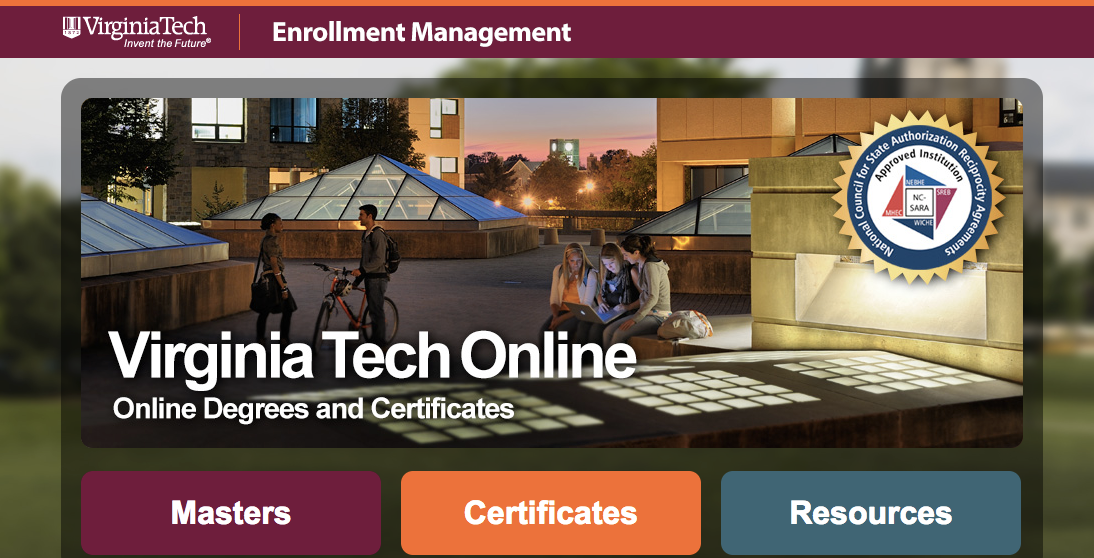 VirginiaTech
1872
Invent the Future®
Enrollment Management
National Council for State Authorization Reciprocity Agreements
Approved Institution
NEBHE
SREB
NC-
SARA
MHEC
WICHE
Virginia Tech Online
Online Degrees and Certificates
Masters
Certificates
Resources